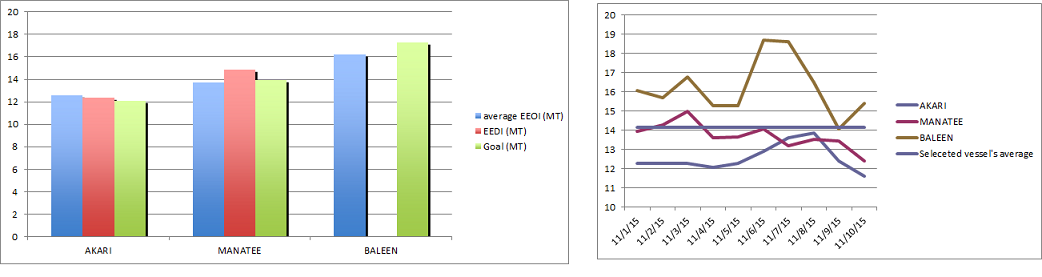 20
18
16
14
12
10
8
6
4
2
0
AKARI MANATEE BALEEN
average EEOI (MT)
EEDI (MT)
Goal (MT)
20
19
18
17
16
15
14
13
12
11
10
11/1/15 11/2/15 11/3/15 11/4/15 11/5/15 11/6/15 11/7/15 11/8/15 11/9/15 11/10/15
AKARI
MANATEE
BALEEN
Seleceted vessel's average